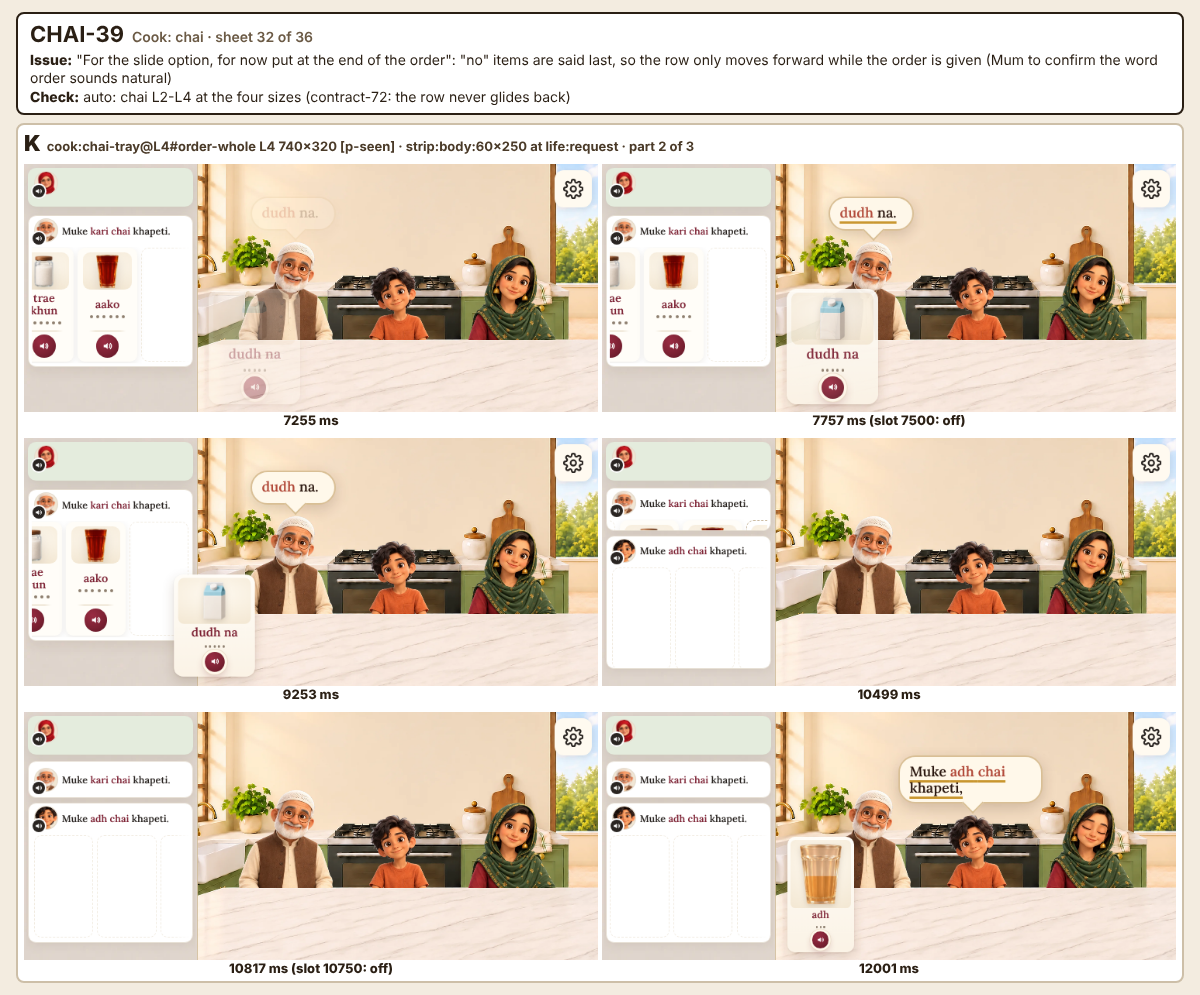 CHAI-39 Cook: chai · sheet 32 of 36
Issue: "For the slide option, for now put at the end of the order": "no" items are said last, so the row only moves forward while the order is given (Mum to confirm the word
order sounds natural)
Check: auto: chai L2-L4 at the four sizes (contract-72: the row never glides back)
K cook:chai-tray@L4#order-whole L4 740×320 [p-seen] · strip:body:60×250 at life:request · part 2 of 3
dudh na.
Muke kari chai khapeti.
trae
khun
aako
dudh na
7255 ms
dudh na.
Muke kari chai khapeti.
ae
un
aako
dudh na
7757 ms (slot 7500: off)
dudh na.
Muke kari chai khapeti.
ae
un
aako
dudh na
9253 ms
Muke kari chai khapeti.
Muke adh chai khapeti.
10499 ms
Muke kari chai khapeti.
Muke adh chai khapeti.
10817 ms (slot 10750: off)
Muke adh chai
khapeti,
Muke kari chai khapeti.
Muke adh chai khapeti.
adh
12001 ms